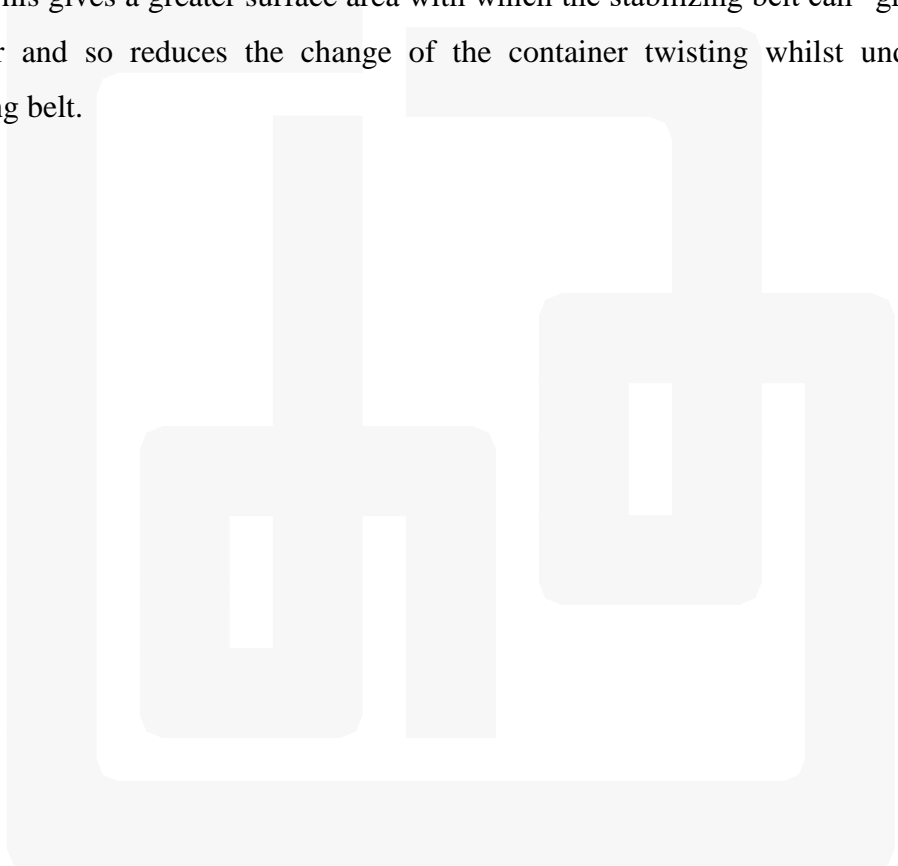 gives a greater surface area with which the stabilizing belt can
and so reduces the change of the container twisting whilst
belt.